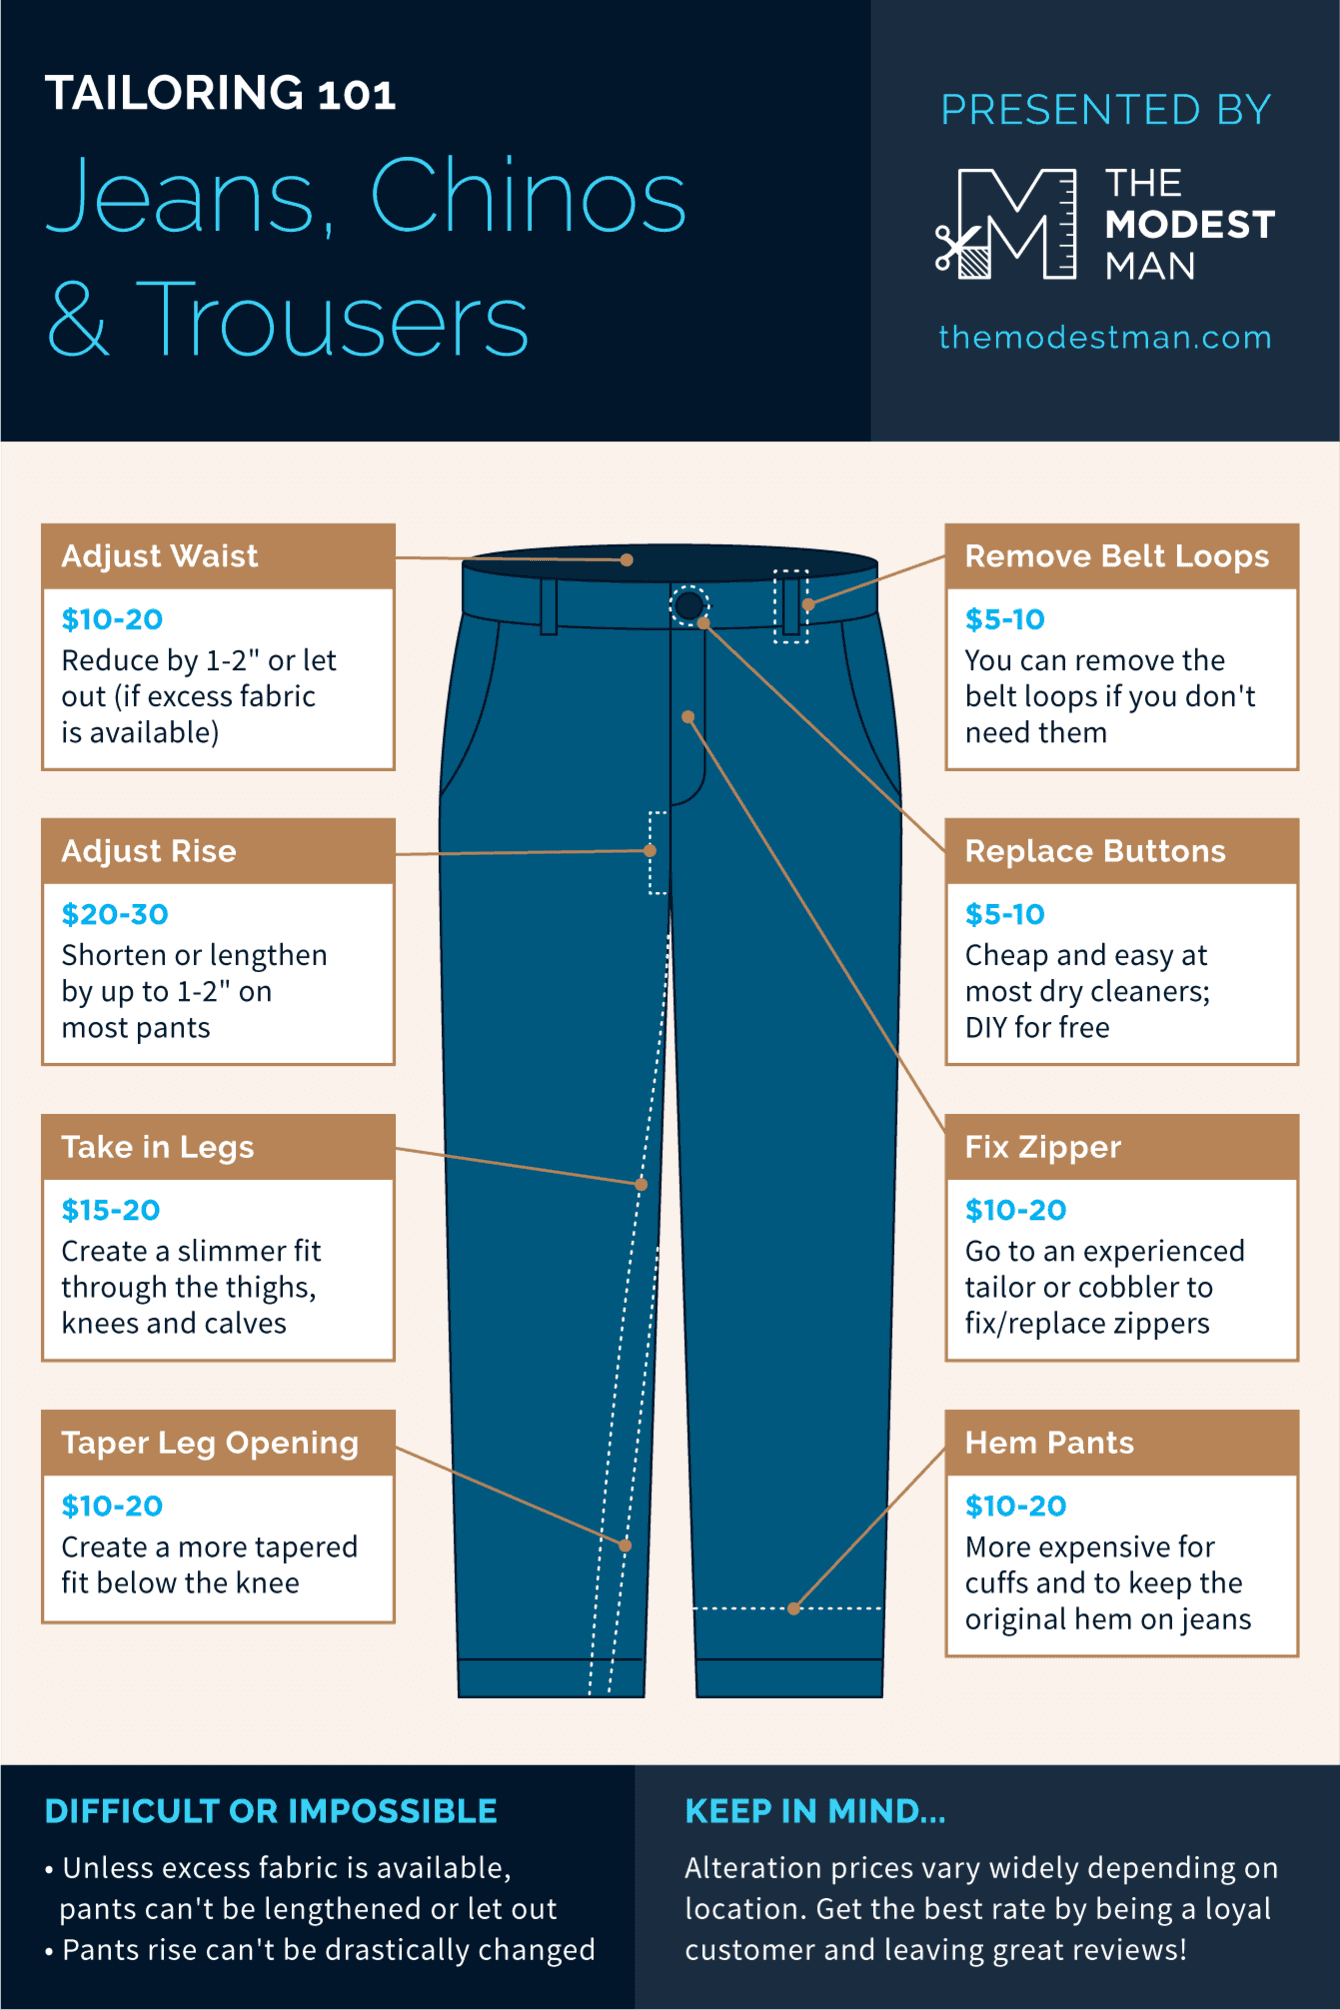 TAILORING 101
Jeans, Chinos
& Trousers
PRESENTED BY
THE
MODEST
MAN
themodestman.com
Adjust Waist
$10-20
Reduce by 1-2" or let
out (if excess fabric
is available)
Adjust Rise
$20-30
Shorten or lengthen
by up to 1-2" on
most pants
Take in Legs
$15-20
Create a slimmer fit
through the thighs,
knees and calves
Taper Leg Opening
$10-20
Create a more tapered
fit below the knee
Remove Belt Loops
$5-10
You can remove the
belt loops if you don't
need them
Replace Buttons
$5-10
Cheap and easy at
most dry cleaners;
DIY for free
Fix Zipper
$10-20
Go to an experienced
tailor or cobbler to
fix/replace zippers
Hem Pants
$10-20
More expensive for
cuffs and to keep the
original hem on jeans
DIFFICULT OR IMPOSSIBLE
• Unless excess fabric is available,
pants can't be lengthened or let out
• Pants rise can't be drastically changed
KEEP IN MIND...
Alteration prices vary widely depending on
location. Get the best rate by being a loyal
customer and leaving great reviews!